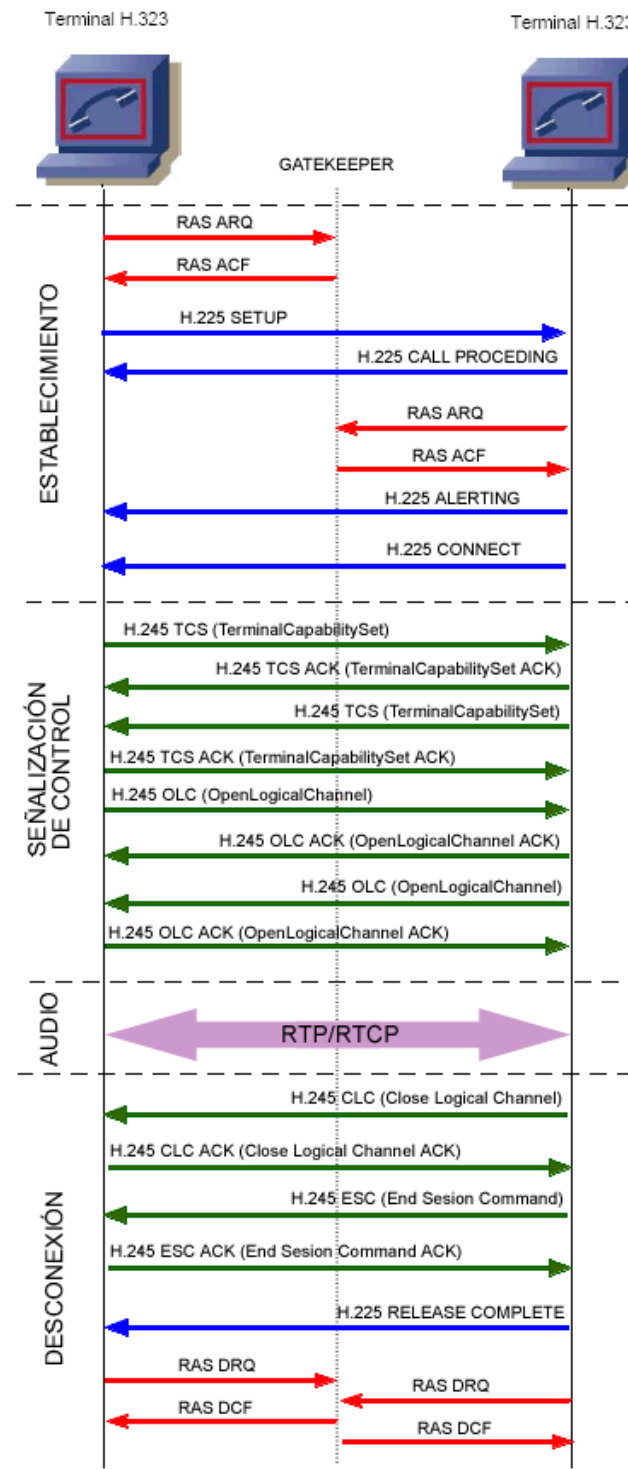 Terminal H.323
Terminal H.323
GATEKEEPER
ESTABLECIMIENTO
RAS ARQ
RAS ACF
H.225 SETUP
H.225 CALL PROCEDING
RAS ARQ
RAS ACF
H.225 ALERTING
H.225 CONNECT
SEÑALIZACIÓN
DE CONTROL
H.245 TCS (TerminalCapabilitySet)
H.245 TCS ACK (TerminalCapabilitySet ACK)
H.245 TCS (TerminalCapabilitySet)
H.245 TCS ACK (TerminalCapabilitySet ACK)
H.245 OLC (OpenLogicalChannel)
H.245 OLC ACK (OpenLogicalChannel ACK)
H.245 OLC (OpenLogicalChannel)
H.245 OLC ACK (OpenLogicalChannel ACK)
AUDIO
RTP/RTCP
DESCONEXIÓN
H.245 CLC (Close Logical Channel)
H.245 CLC ACK (Close Logical Channel ACK)
H.245 ESC (End Sesion Command)
H.245 ESC ACK (End Sesion Command ACK)
H.225 RELEASE COMPLETE
RAS DRQ
RAS DRQ
RAS DCF
RAS DCF